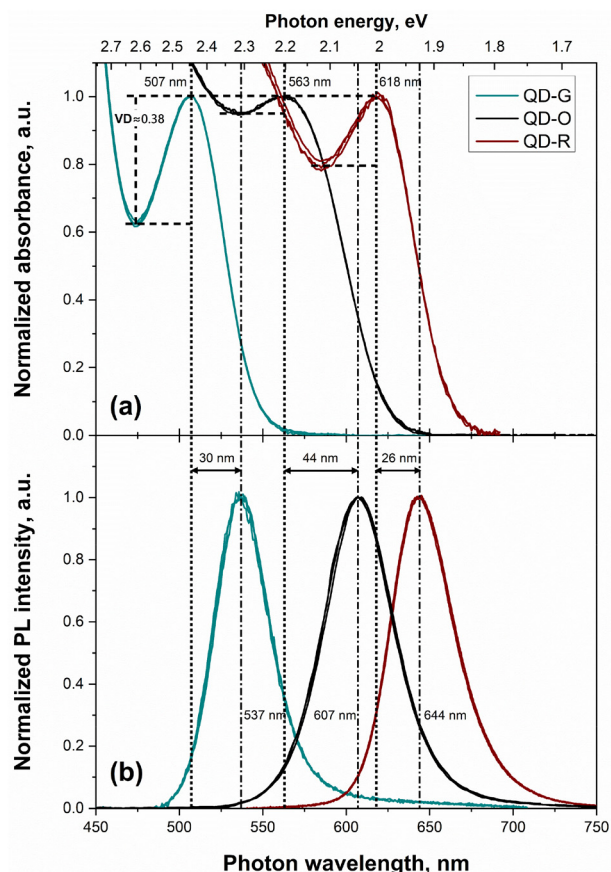 Photon energy, eV
2.7 2.6 2.5 2.4 2.3 2.2 2.1 2 1.9 1.8 1.7
507 nm 563 nm 618 nm
QD-G
QD-O
QD-R
VD≈0.38
Normalized absorbance, a.u.
1.0
0.8
0.6
0.4
0.2
0.0
(a)
30 nm 44 nm 26 nm
Normalized PL intensity, a.u.
1.0
0.8
0.6
0.4
0.2
0.0
537 nm 607 nm 644 nm
(b)
450 500 550 600 650 700 750
Photon wavelength, nm